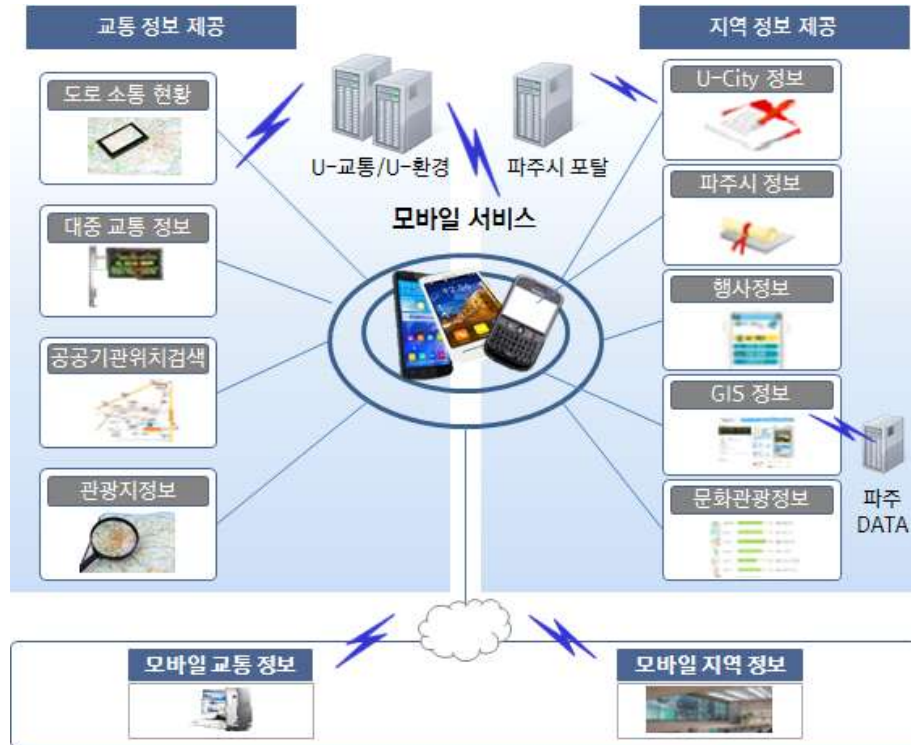 교통 정보 제공
지역 정보 제공
도로 소통 현황
대중 교통 정보
공공기관위치검색
관광지정보
U-교통/U-환경
파주시 포탈
모바일 서비스
U-City 정보
파주시 정보
행사정보
GIS 정보
문화관광정보
파주
DATA
모바일 교통 정보
모바일 지역 정보